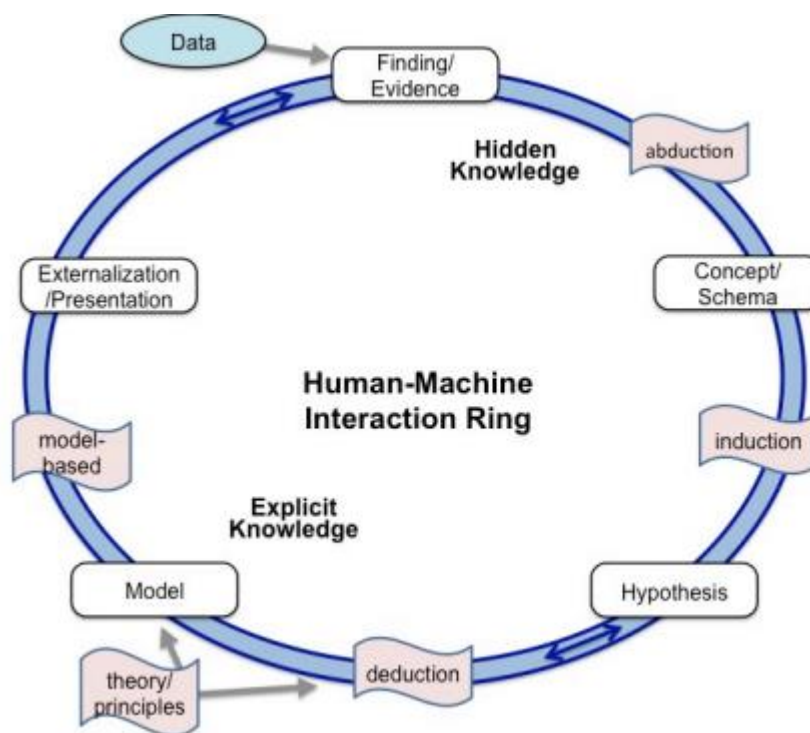 Data
Finding/
Evidence
Hidden
Knowledge
abduction
Externalization
/Presentation
Concept/
Schema
Human-Machine
Interaction Ring
model-
based
induction
Explicit
Knowledge
Model
Hypothesis
theory/
principles
deduction